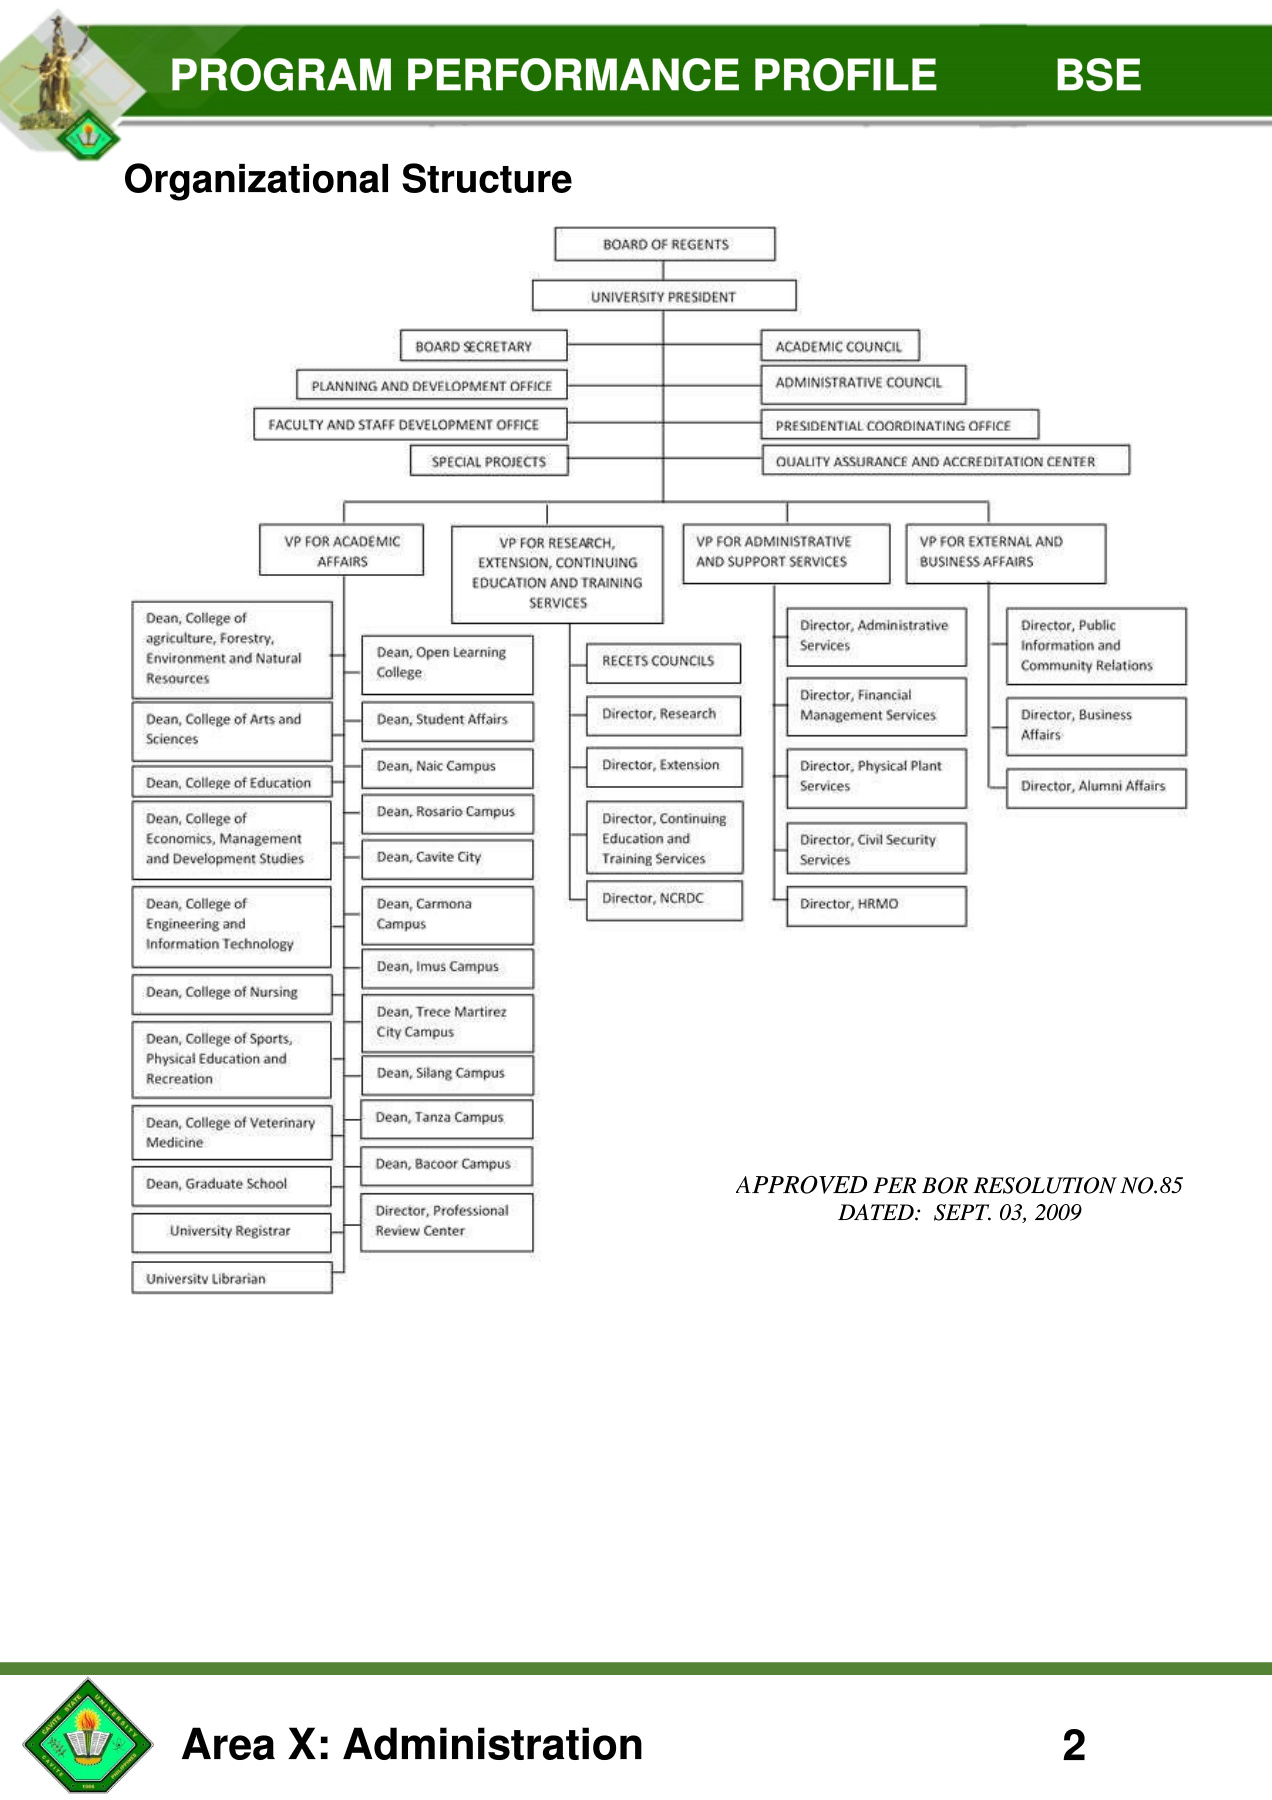 PROGRAM PERFORMANCE PROFILE BSE
Organizational Structure
BOARD OF REGENTS
UNIVERSITY PRESIDENT
BOARD SECRETARY
ACADEMIC COUNCIL
PLANNING AND DEVELOPMENT OFFICE
ADMINISTRATIVE COUNCIL
FACULTY AND STAFF DEVELOPMENT OFFICE
PRESIDENTIAL COORDINATING OFFICE
SPECIAL PROJECTS
QUALITY ASSURANCE AND ACCREDITATION CENTER
VP FOR ACADEMIC
AFFAIRS
VP FOR RESEARCH,
EXTENSION, CONTINUING
EDUCATION AND TRAINING
SERVICES
VP FOR ADMINISTRATIVE
AND SUPPORT SERVICES
VP FOR EXTERNAL AND
BUSINESS AFFAIRS
Dean, College of
agriculture, Forestry,
Environment and Natural
Resources
Dean, College of Arts and
Sciences
Dean, College of Education
Dean, College of
Economics, Management
and Development Studies
Dean, College of
Engineering and
Information Technology
Dean, College of Nursing
Dean, College of Sports,
Physical Education and
Recreation
Dean, College of Veterinary
Medicine
Dean, Graduate School
University Registrar
University Librarian
Dean, Open Learning
College
Dean, Student Affairs
Dean, Naic Campus
Dean, Rosario Campus
Dean, Cavite City
Dean, Carmona
Campus
Dean, Imus Campus
Dean, Trece Martirez
City Campus
Dean, Silang Campus
Dean, Tanza Campus
Dean, Bacoor Campus
Director, Professional
Review Center
RECETS COUNCILS
Director, Research
Director, Extension
Director, Continuing
Education and
Training Services
Director, NCRDC
Director, Administrative
Services
Director, Financial
Management Services
Director, Physical Plant
Services
Director, Civil Security
Services
Director, HRMO
Director, Public
Information and
Community Relations
Director, Business
Affairs
Director, Alumni Affairs
APPROVED PER BOR RESOLUTION NO.85
DATED: SEPT. 03, 2009
CAVITE STATE UNIVERSITY
CAVITE PHILIPPINES
1906
Area X: Administration 2